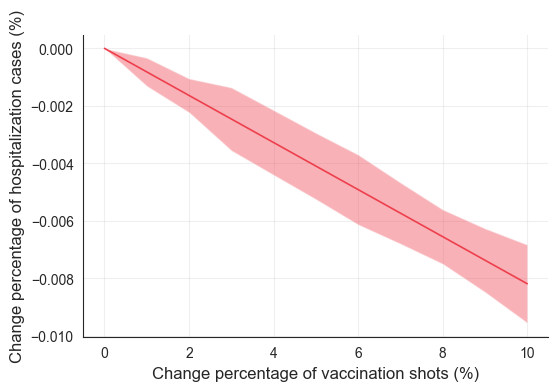 Change percentage of hospitalization cases (%)
0.000
−0.002
−0.004
−0.006
−0.008
−0.010
0 2 4 6 8 10
Change percentage of vaccination shots (%)